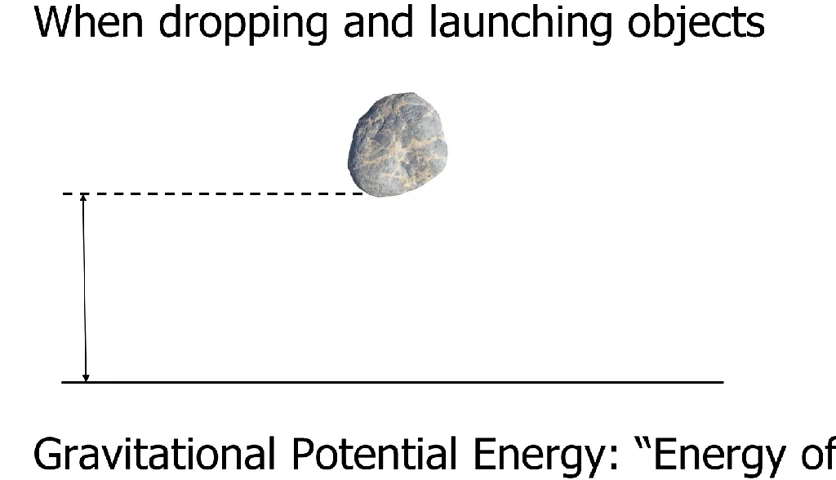 When dropping and launching objects
Gravitational Potential Energy: “Energy of